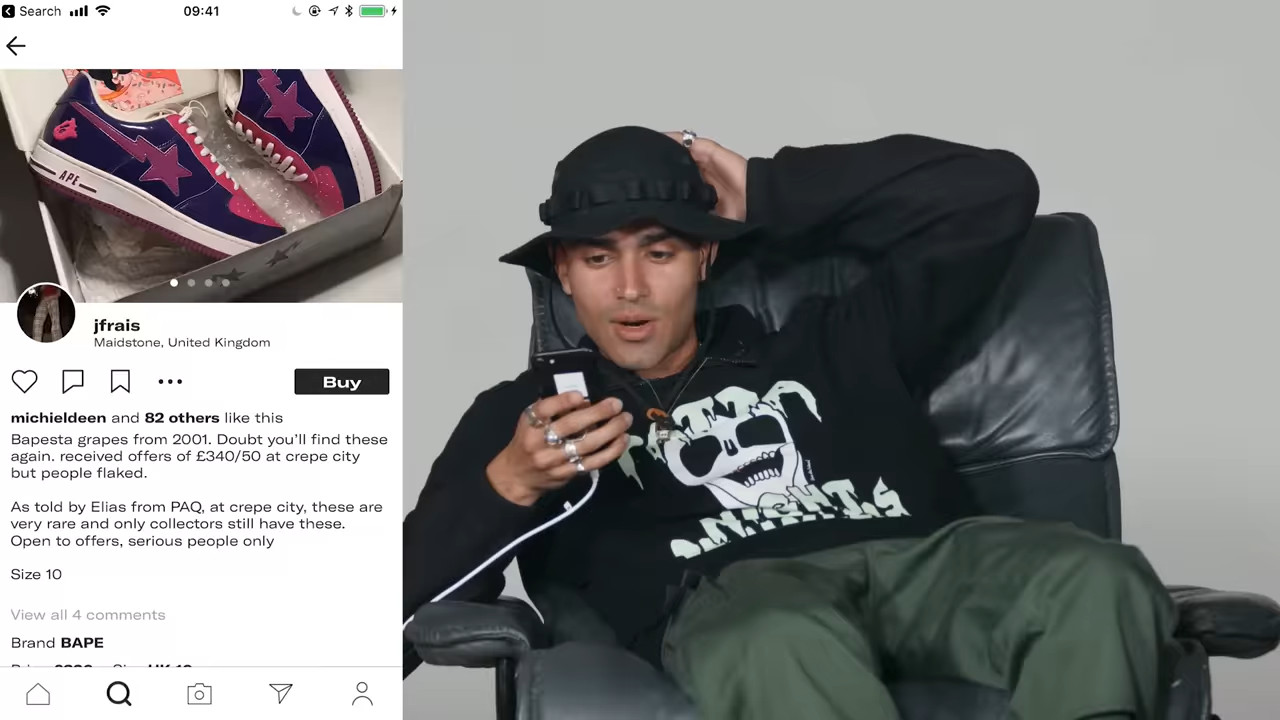 Search
09:41
APE
jfrais
Maidstone, United Kingdom
Buy
michieldeen and 82 others like this
Bapesta grapes from 2001. Doubt you'll find these
again. received offers of £340/50 at crepe city
but people flaked.
As told by Elias from PAQ, at crepe city, these are
very rare and only collectors still have these.
Open to offers, serious people only
Size 10
View all 4 comments
Brand BAPE